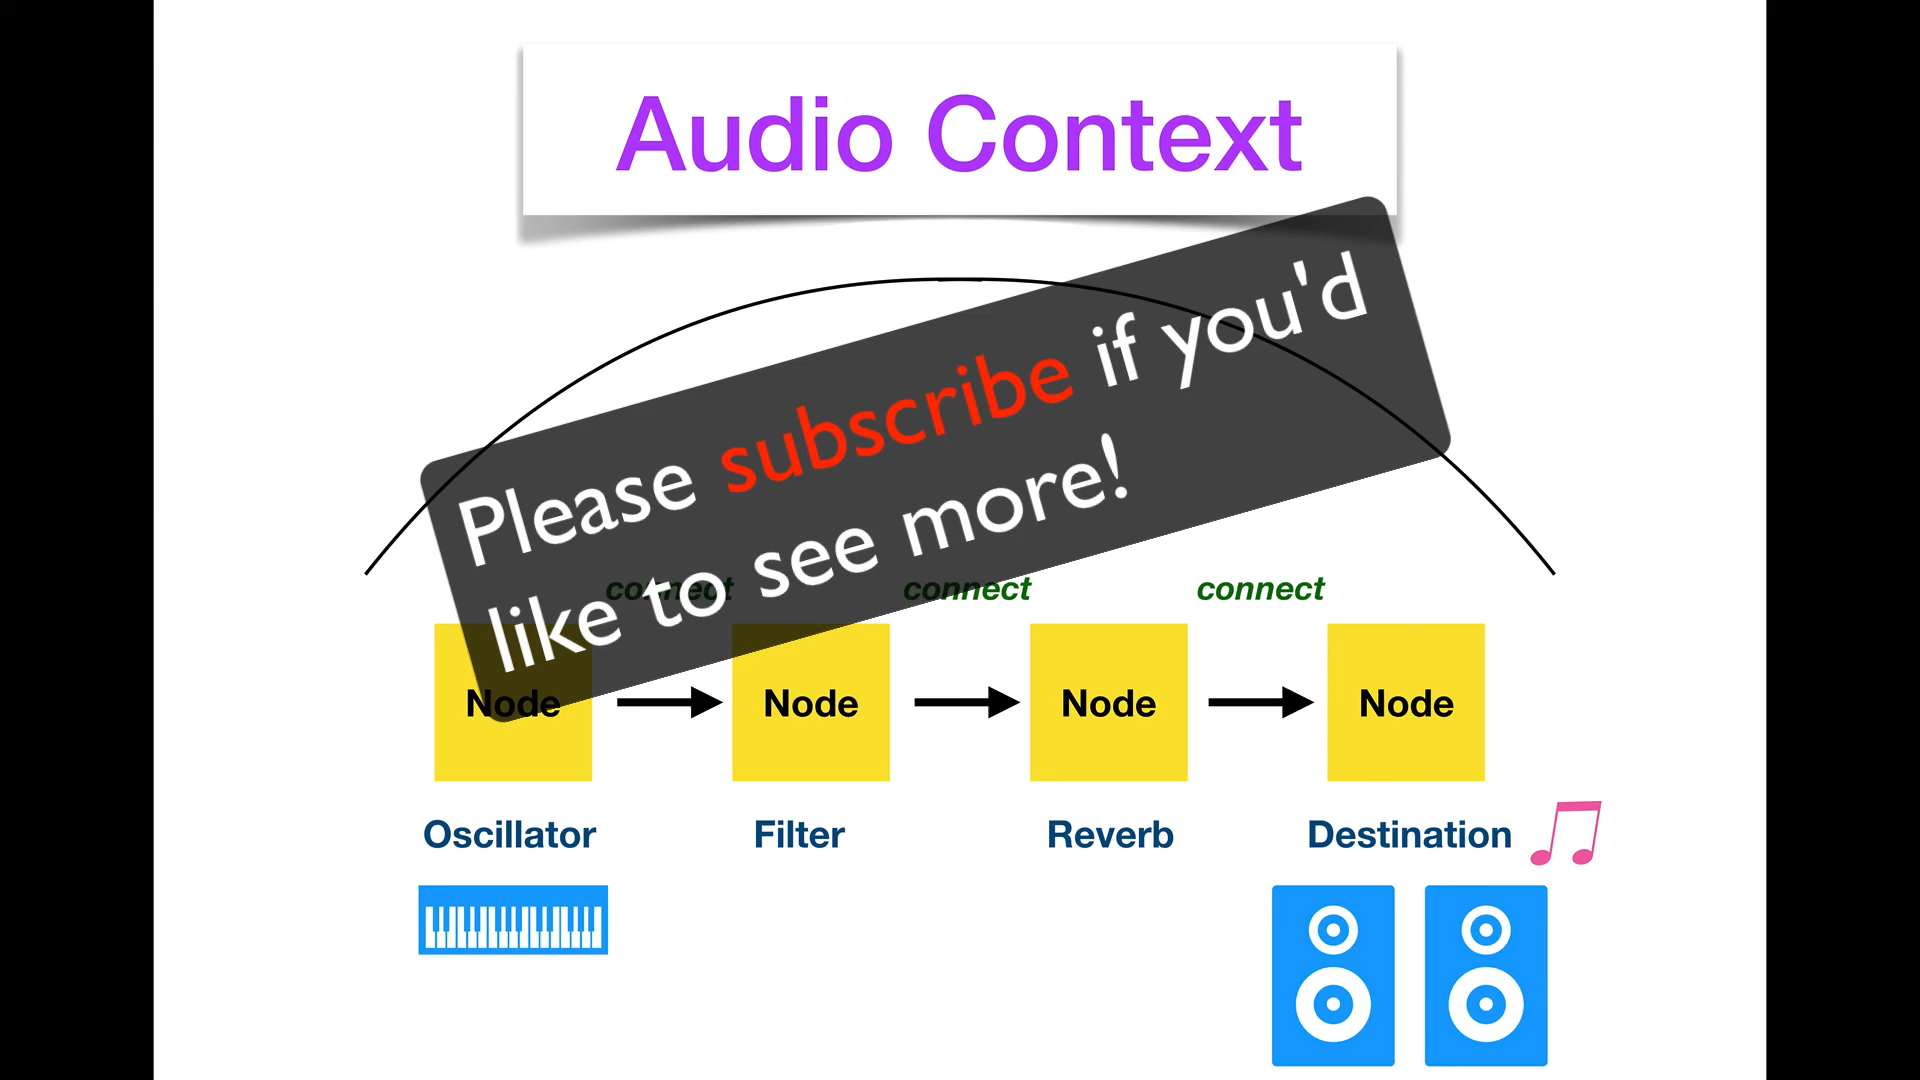 Audio Context
Please subscribe if you'd
like to see more!
connect connect connect
Node Node Node Node
Oscillator Filter Reverb Destination